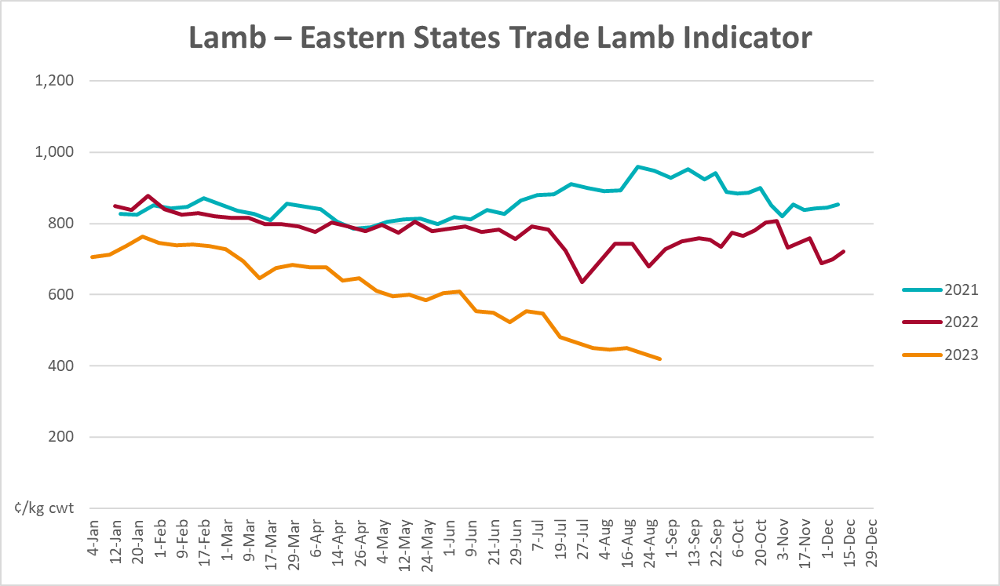 Lamb – Eastern States Trade Lamb Indicator
1,200
1,000
800
600
400
200
¢/kg cwt
4-Jan
12-Jan
20-Jan
1-Feb
9-Feb
17-Feb
1-Mar
9-Mar
17-Mar
29-Mar
6-Apr
14-Apr
26-Apr
4-May
12-May
24-May
1-Jun
9-Jun
21-Jun
29-Jun
7-Jul
19-Jul
27-Jul
4-Aug
16-Aug
24-Aug
1-Sep
13-Sep
22-Sep
6-Oct
20-Oct
3-Nov
17-Nov
1-Dec
15-Dec
29-Dec
2021
2022
2023